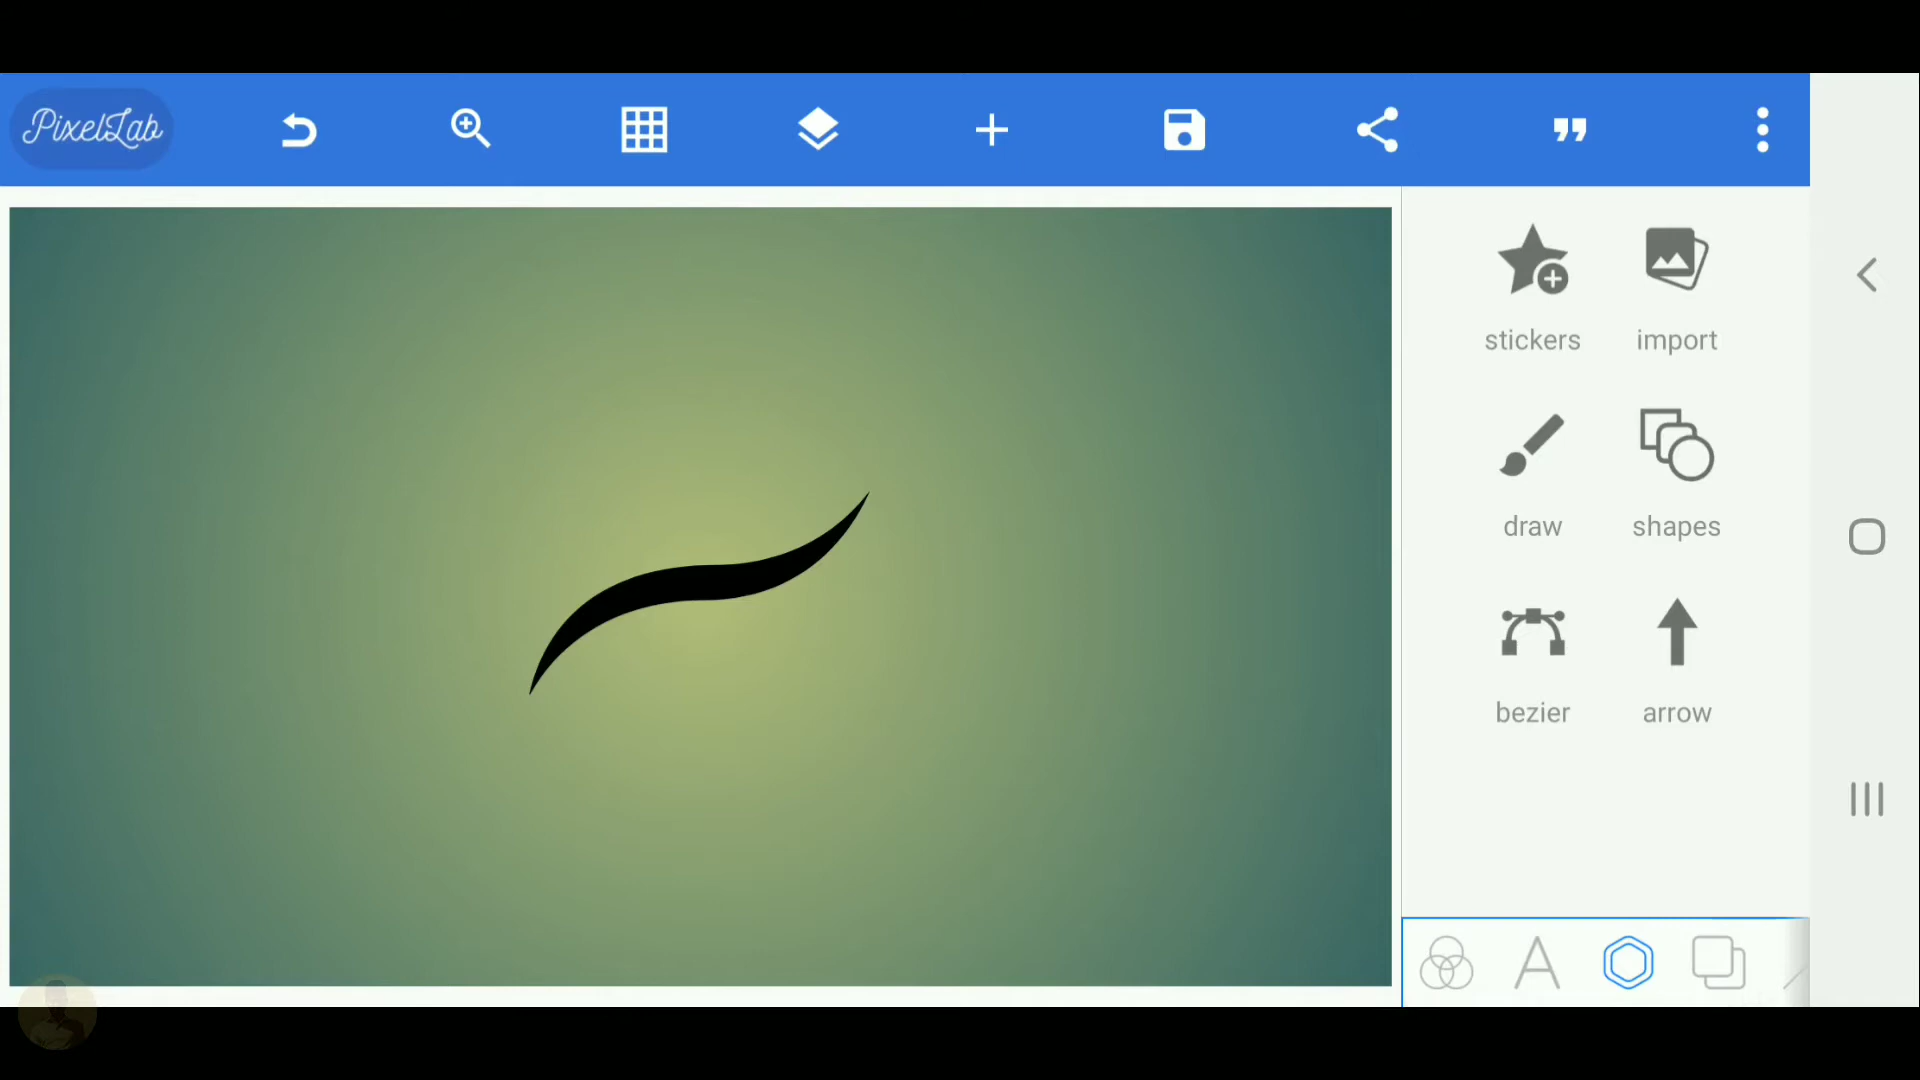 PixelLab
stickers
import
draw
shapes
bezier
arrow